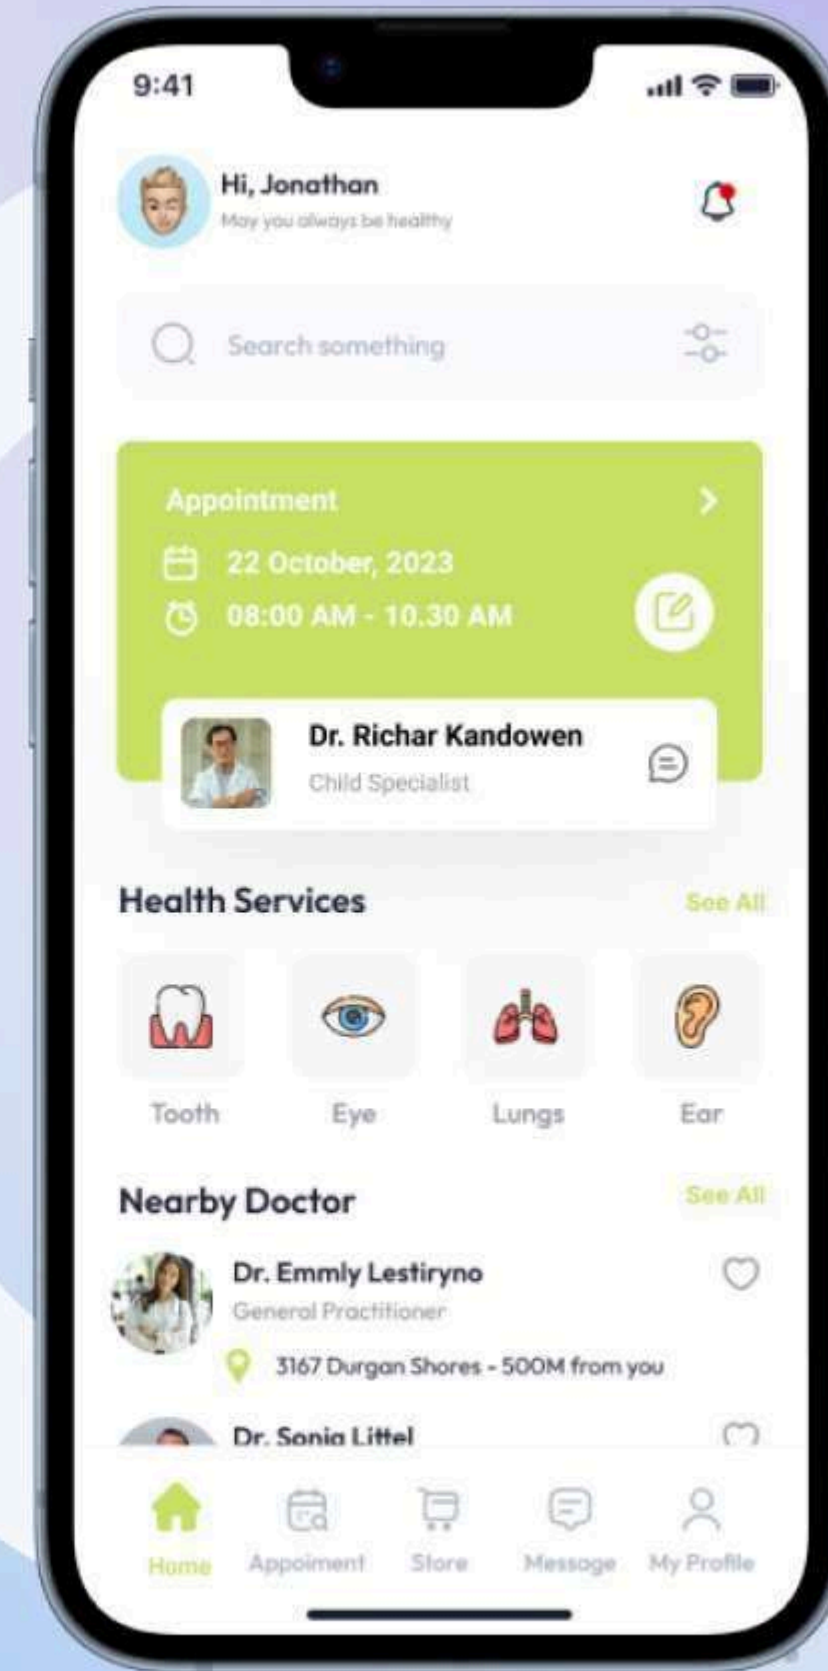 9:41
Hi, Jonathan
May you always be healthy
Search something
Appointment
22 October, 2023
08:00 AM - 10.30 AM
Dr. Richar Kandowen
Child Specialist
Health Services
See All
Tooth
Eye
Lungs
Ear
Nearby Doctor
See All
Dr. Emmly Lestiryno
General Practitioner
3167 Durgan Shores - 500M from you
Dr. Sonia Littel
Home
Appoiment
Store
Message
My Profile